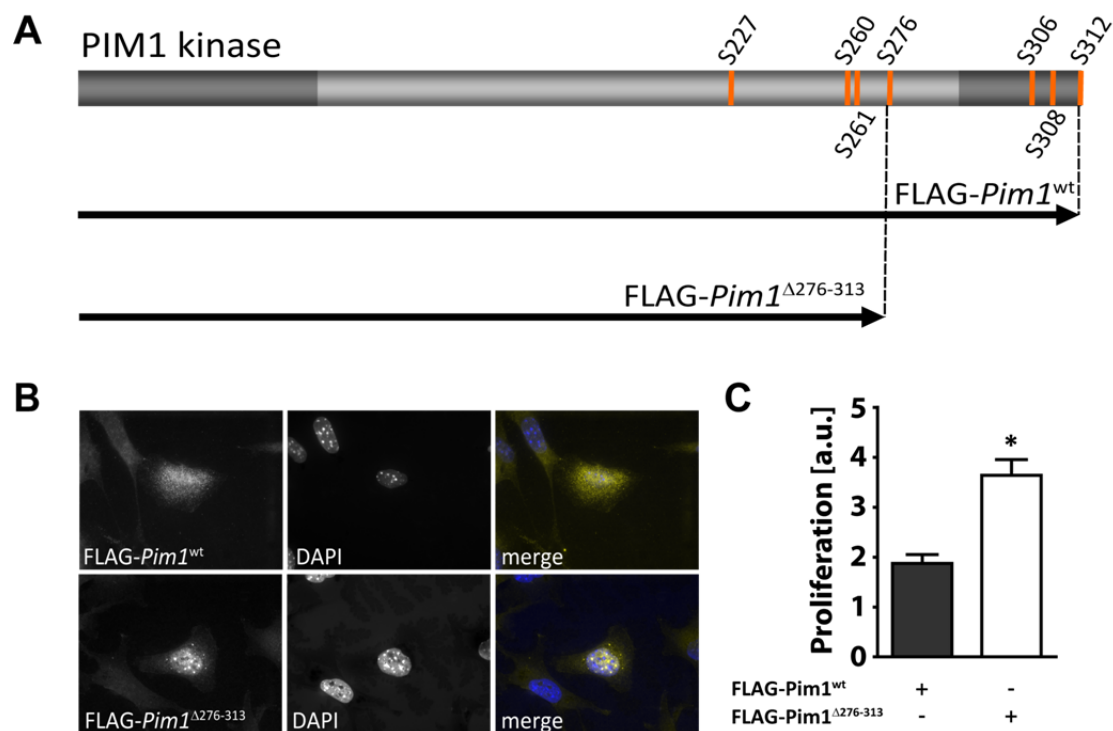 A
PIM1 kinase
S227
S260
S276
S306
S312
S261
S308
FLAG-Pim1wt
FLAG-Pim1Δ276-313
B
FLAG-Pim1wt
DAPI
merge
FLAG-Pim1Δ276-313
DAPI
merge
C
Proliferation [a.u.]
5
4
3
2
1
0
*
FLAG-Pim1wt + -
FLAG-Pim1Δ276-313 - +